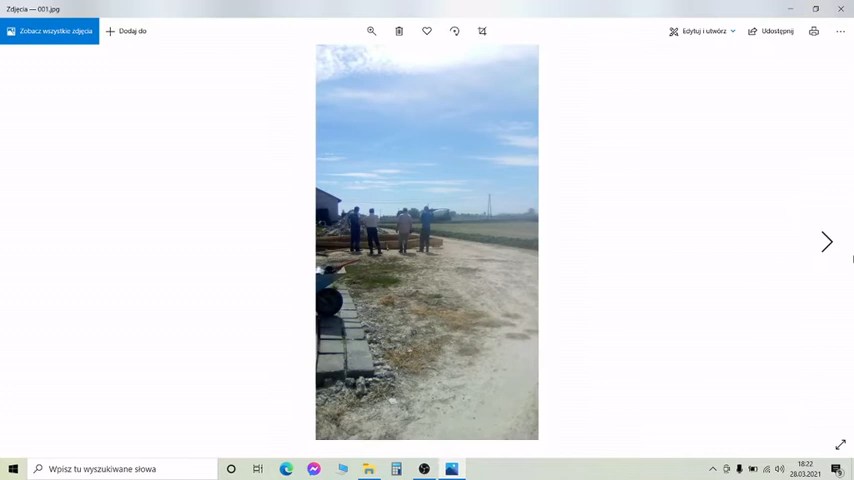 Zdjęcia — 001.jpg
Zobacz wszystkie zdjęcia
Dodaj do
Edytuj i utwórz
Udostępnij
Wpisz tu wyszukiwane słowa
18:22
28.03.2021